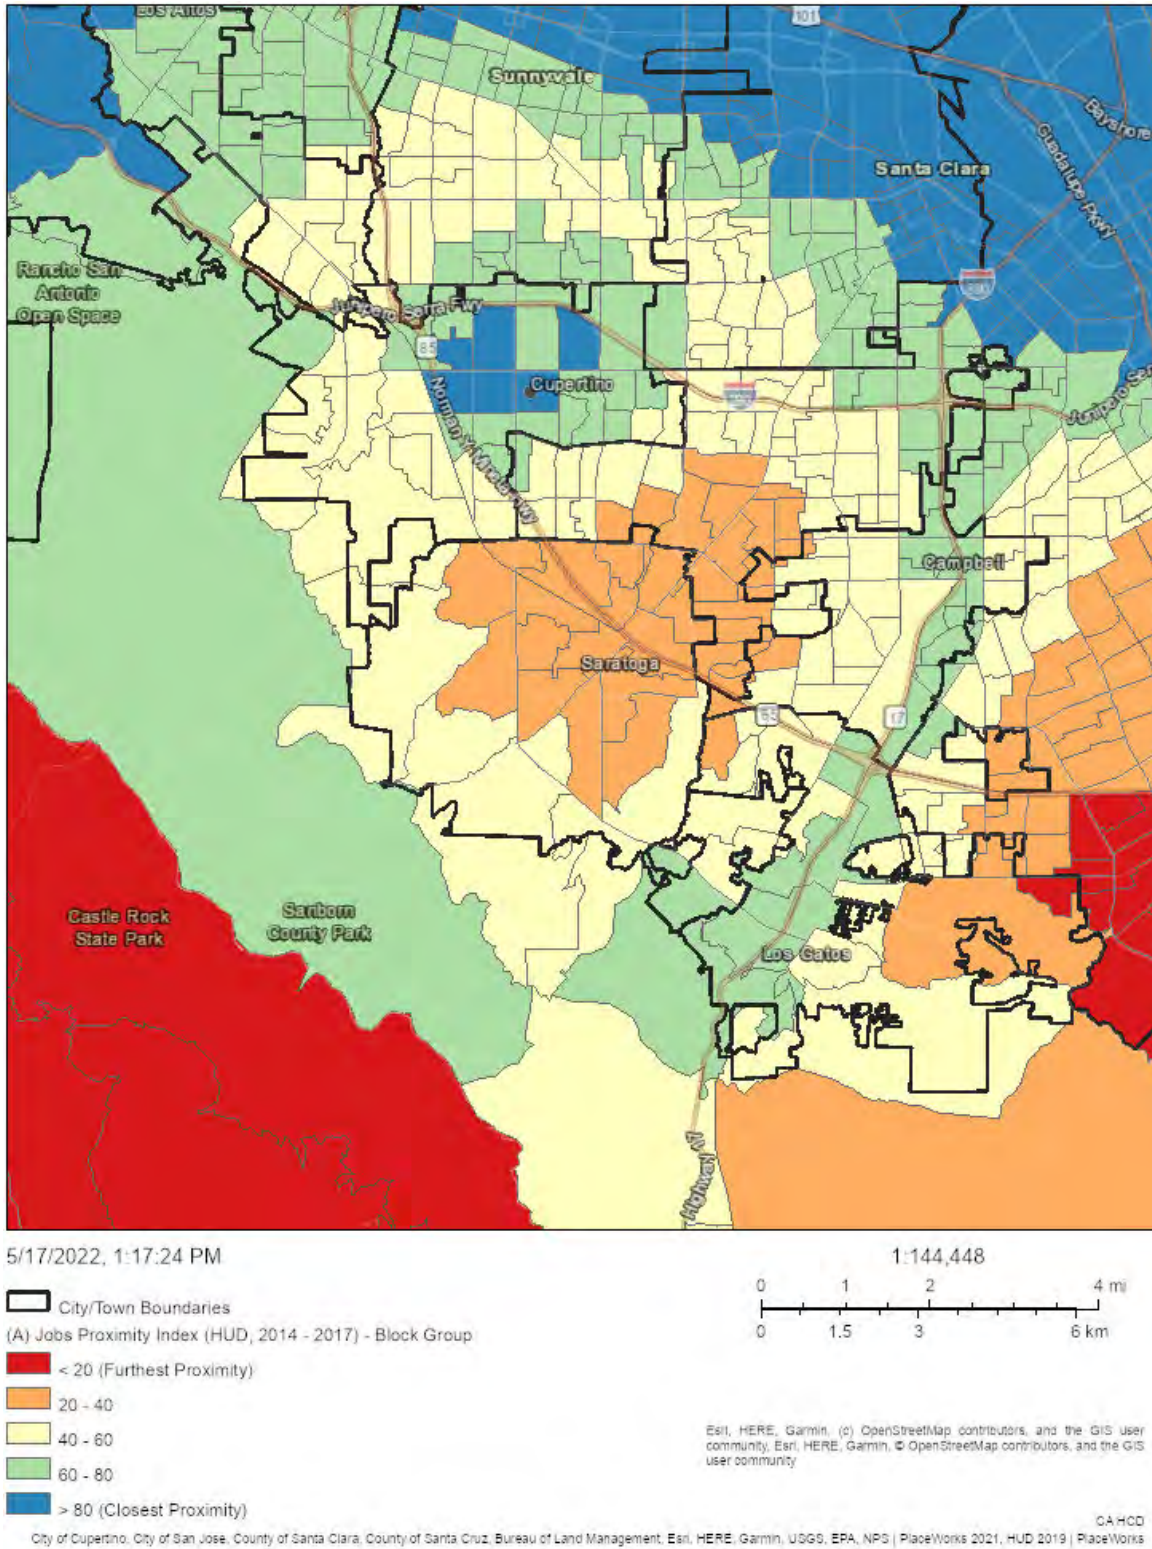 Los Altos
101
Sunnyvale
Bayshore
Guadalupe Pkwy
Santa Clara
Rancho San
Antonio
Open Space
280
Junipero Serra Fwy
85
Cupertino
280
Junipero Ser
Norman Y Mineta Hwy
Campbell
Saratoga
85
17
Castle Rock
State Park
Sanborn
County Park
Los Gatos
Highway 17
5/17/2022, 1:17:24 PM
1:144,448
0 1 2 4 mi
0 1.5 3 6 km
City/Town Boundaries
(A) Jobs Proximity Index (HUD, 2014 - 2017) - Block Group
< 20 (Furthest Proximity)
20 - 40
40 - 60
60 - 80
> 80 (Closest Proximity)
Esri, HERE, Garmin, (c) OpenStreetMap contributors, and the GIS user
community, Esri, HERE, Garmin, © OpenStreetMap contributors, and the GIS
user community
CA HCD
City of Cupertino, City of San Jose, County of Santa Clara, County of Santa Cruz, Bureau of Land Management, Esri, HERE, Garmin, USGS, EPA, NPS | PlaceWorks 2021, HUD 2019 | PlaceWorks